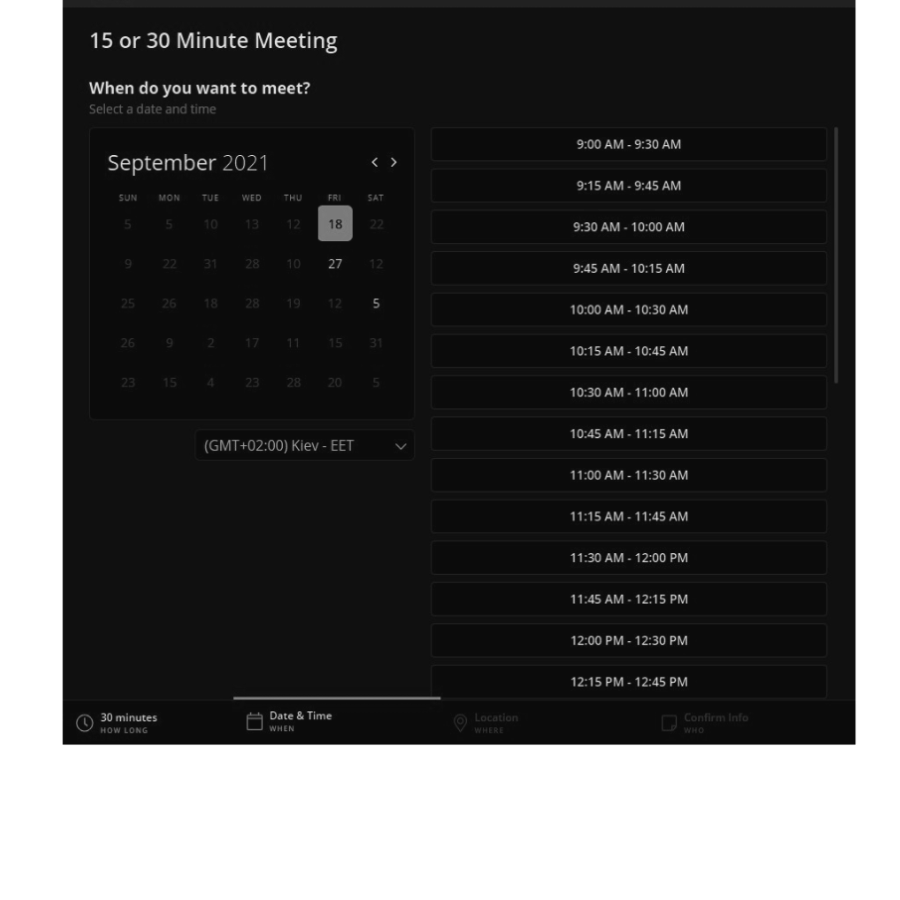 15 or 30 Minute Meeting
When do you want to meet?
Select a date and time
September 2021
SUN MON TUE WED THU FRI SAT
5 5 10 13 12 18 22
9 22 31 28 10 27 12
25 26 18 28 19 12 5
26 9 2 17 11 15 31
23 15 4 23 28 20 5
(GMT+02:00) Kiev - EET
9:00 AM - 9:30 AM
9:15 AM - 9:45 AM
9:30 AM - 10:00 AM
9:45 AM - 10:15 AM
10:00 AM - 10:30 AM
10:15 AM - 10:45 AM
10:30 AM - 11:00 AM
10:45 AM - 11:15 AM
11:00 AM - 11:30 AM
11:15 AM - 11:45 AM
11:30 AM - 12:00 PM
11:45 AM - 12:15 PM
12:00 PM - 12:30 PM
12:15 PM - 12:45 PM
30 minutes
HOW LONG
Date & Time
WHEN
Location
WHERE
Confirm Info
WHO